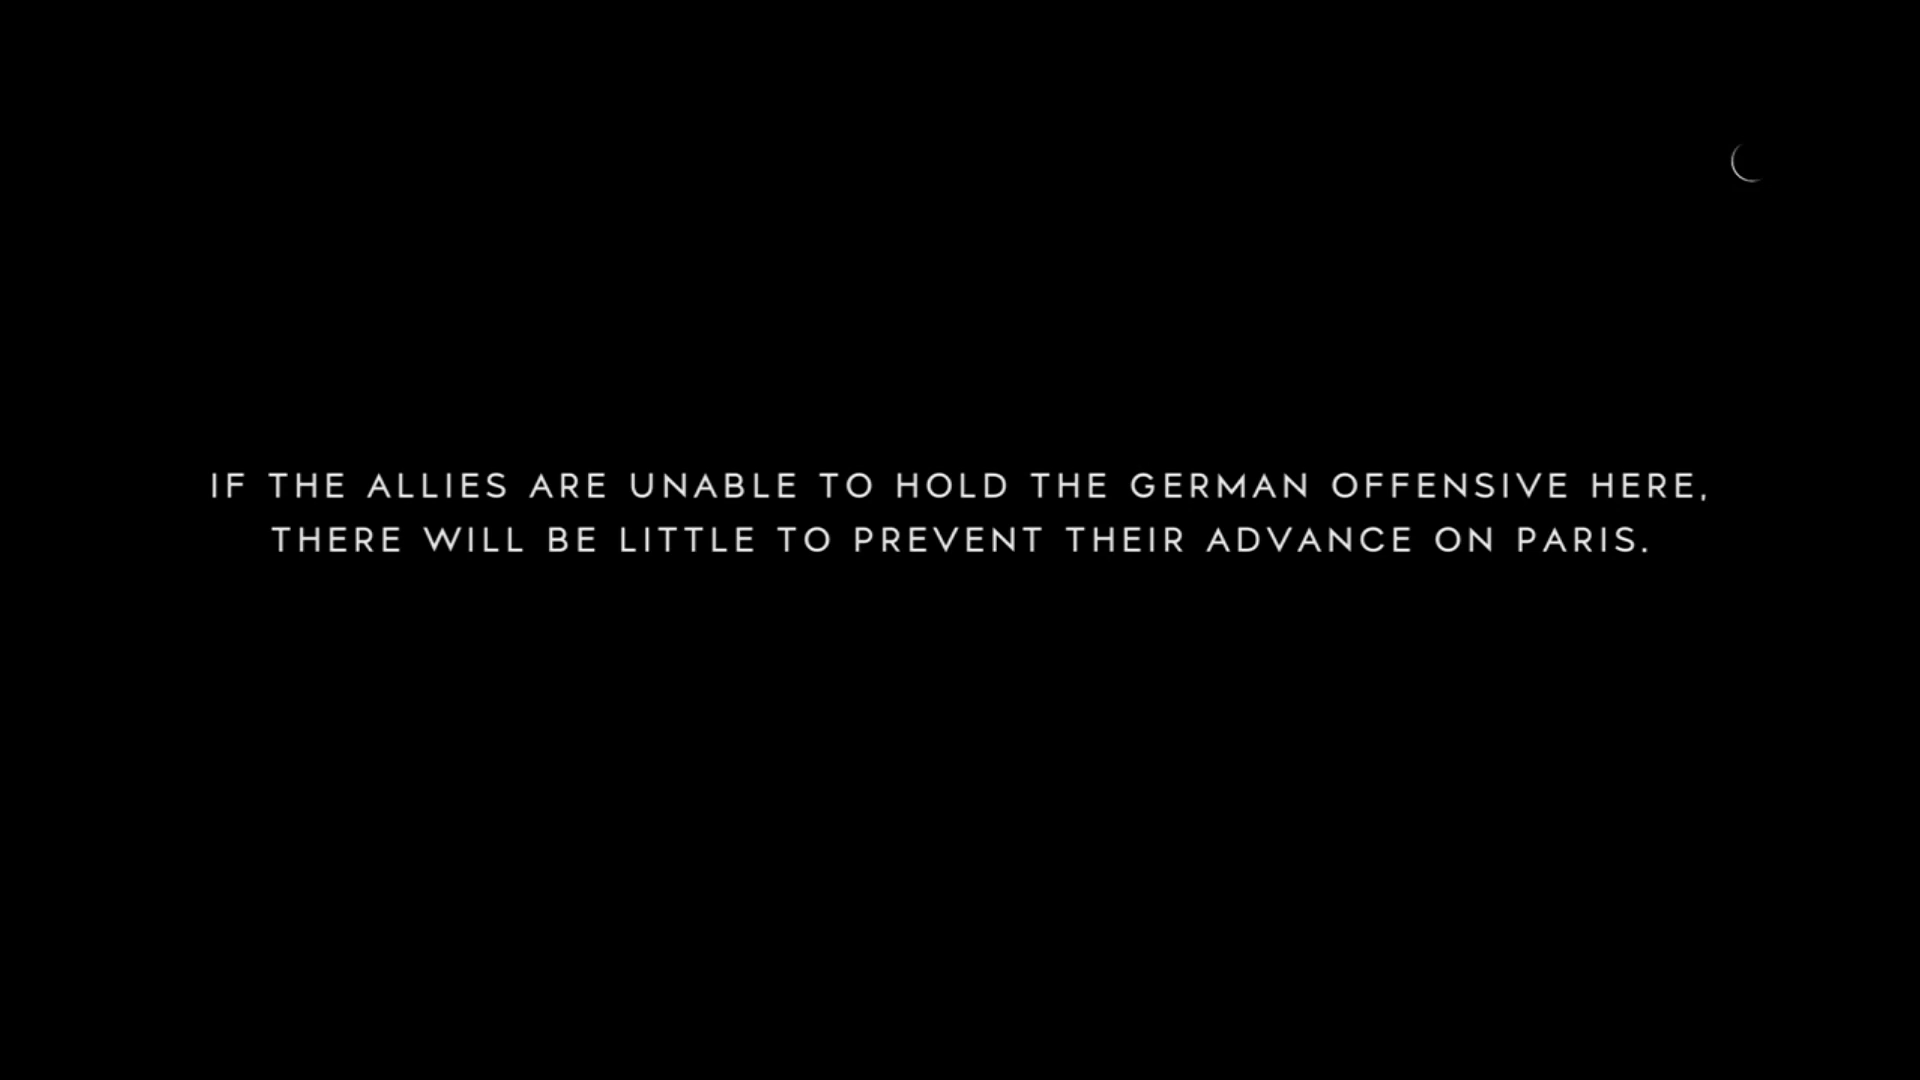 IF THE ALLIES ARE UNABLE TO HOLD THE GERMAN OFFENSIVE HERE,
THERE WILL BE LITTLE TO PREVENT THEIR ADVANCE ON PARIS.